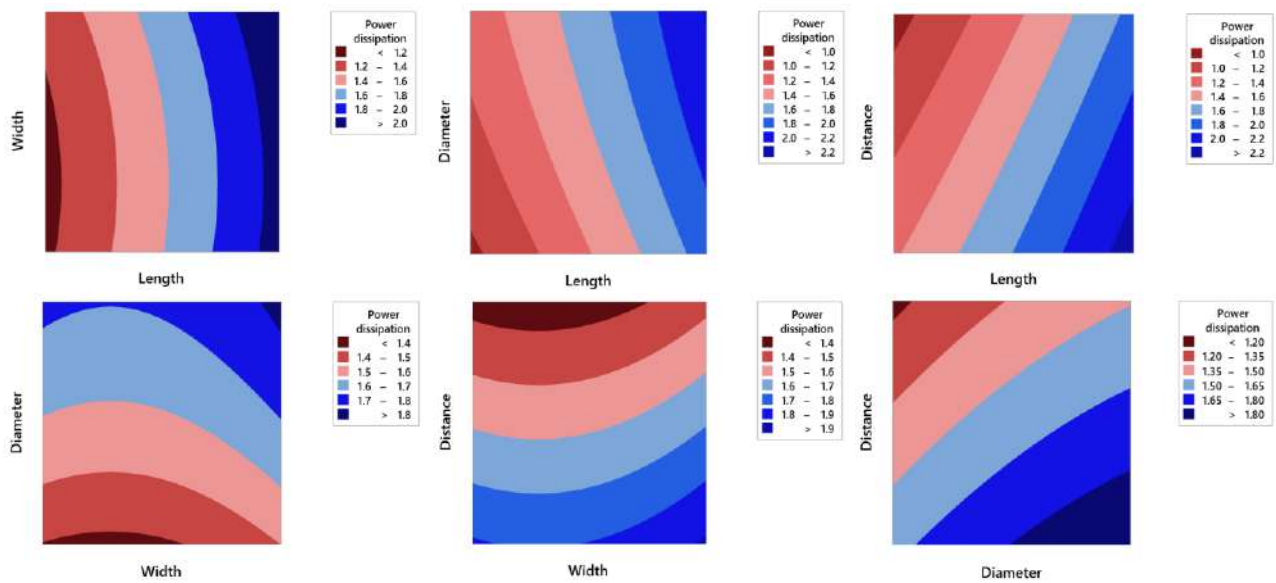 Power
dissipation
< 1.2
1.2 – 1.4
1.4 – 1.6
1.6 – 1.8
1.8 – 2.0
> 2.0
Width
Length
Power
dissipation
< 1.0
1.0 – 1.2
1.2 – 1.4
1.4 – 1.6
1.6 – 1.8
1.8 – 2.0
2.0 – 2.2
> 2.2
Diameter
Length
Power
dissipation
< 1.0
1.0 – 1.2
1.2 – 1.4
1.4 – 1.6
1.6 – 1.8
1.8 – 2.0
2.0 – 2.2
> 2.2
Distance
Length
Power
dissipation
< 1.4
1.4 – 1.5
1.5 – 1.6
1.6 – 1.7
1.7 – 1.8
> 1.8
Diameter
Width
Power
dissipation
< 1.4
1.4 – 1.5
1.5 – 1.6
1.6 – 1.7
1.7 – 1.8
1.8 – 1.9
> 1.9
Distance
Width
Power
dissipation
< 1.20
1.20 – 1.35
1.35 – 1.50
1.50 – 1.65
1.65 – 1.80
> 1.80
Distance
Diameter